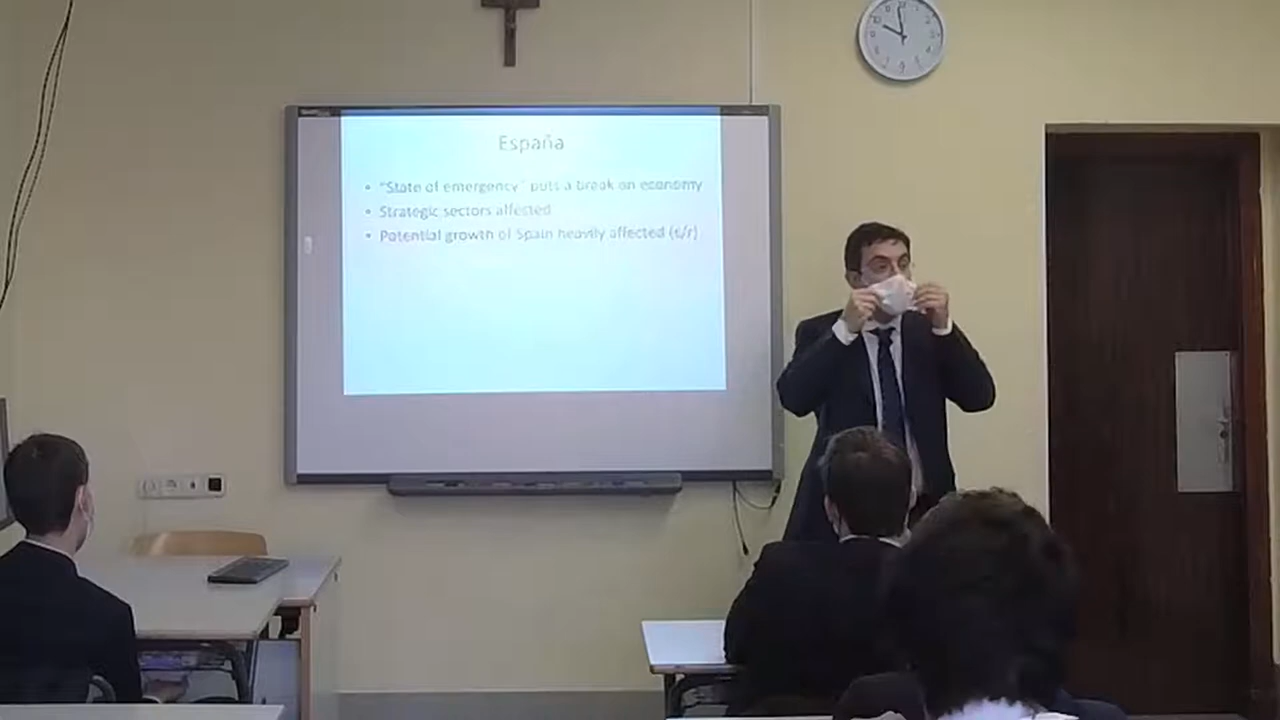 España
• "State of emergency" puts a break on economy
• Strategic sectors affected
• Potential growth of Spain heavily affected (s/r)